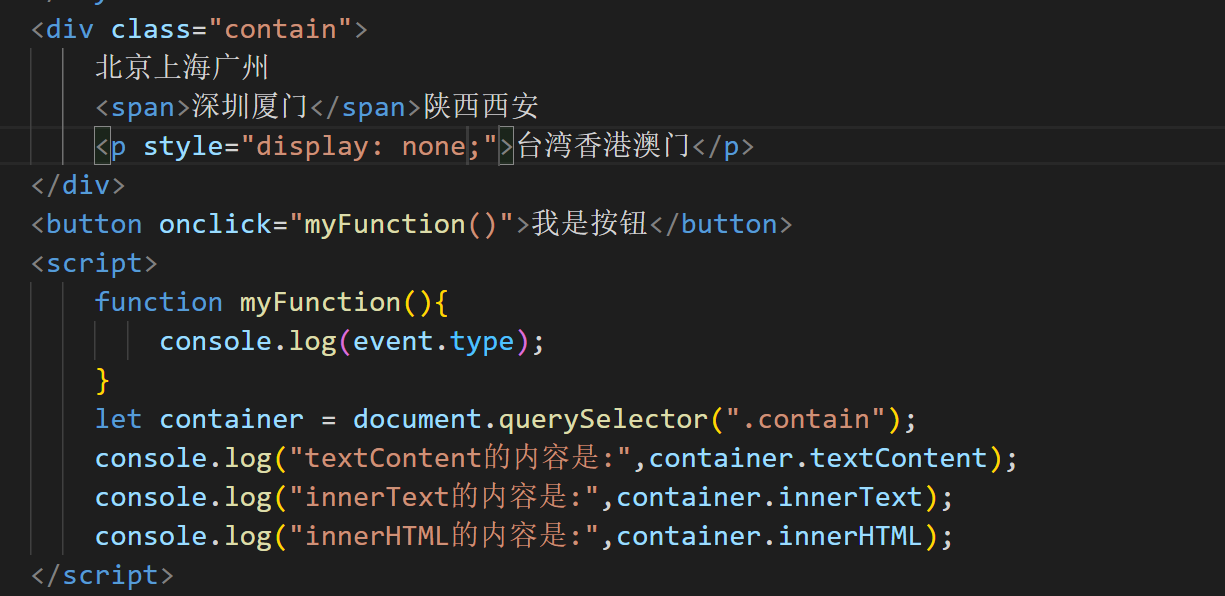 <div class="contain">
北京上海广州
<span>深圳厦门</span>陕西西安
<p style="display: none;">台湾香港澳门</p>
</div>
<button onclick="myFunction()">我是按钮</button>
<script>
function myFunction(){
console.log(event.type);
}
let container = document.querySelector(".contain");
console.log("textContent的内容是:",container.textContent);
console.log("innerText的内容是:",container.innerText);
console.log("innerHTML的内容是:",container.innerHTML);
</script>